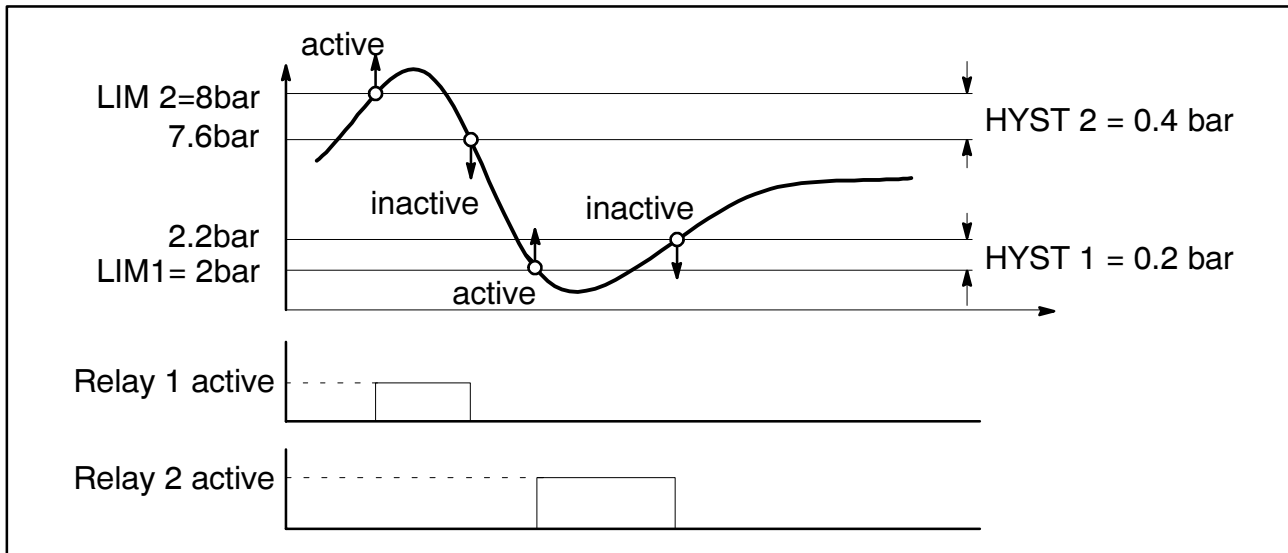 active
LIM 2=8bar
HYST 2 = 0.4 bar
7.6bar
inactive
inactive
2.2bar
HYST 1 = 0.2 bar
LIM1= 2bar
active
Relay 1 active
Relay 2 active